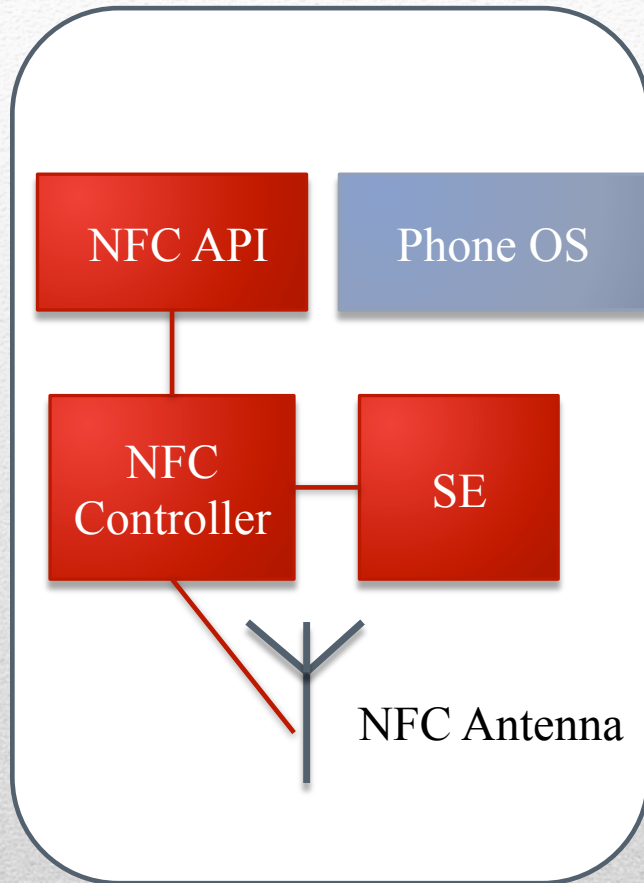 NFC API
Phone OS
NFC
Controller
SE
NFC Antenna